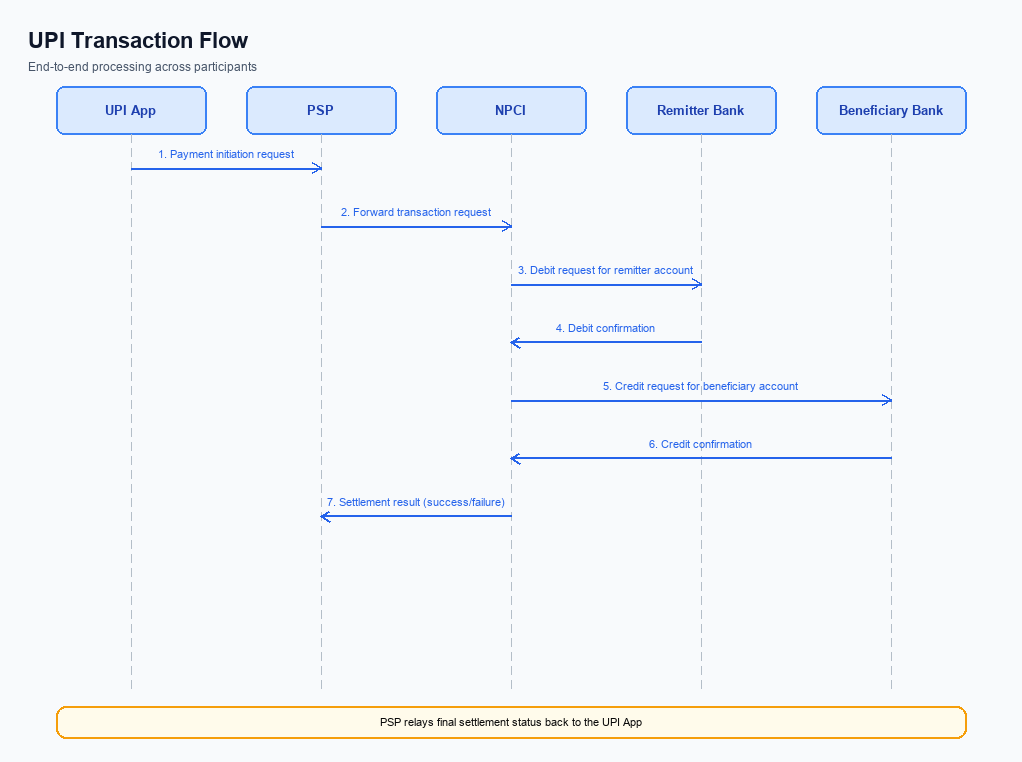 UPI Transaction Flow
End-to-end processing across participants
UPI App
PSP
NPCI
Remitter Bank
Beneficiary Bank
1. Payment initiation request
2. Forward transaction request
3. Debit request for remitter account
4. Debit confirmation
5. Credit request for beneficiary account
6. Credit confirmation
7. Settlement result (success/failure)
PSP relays final settlement status back to the UPI App